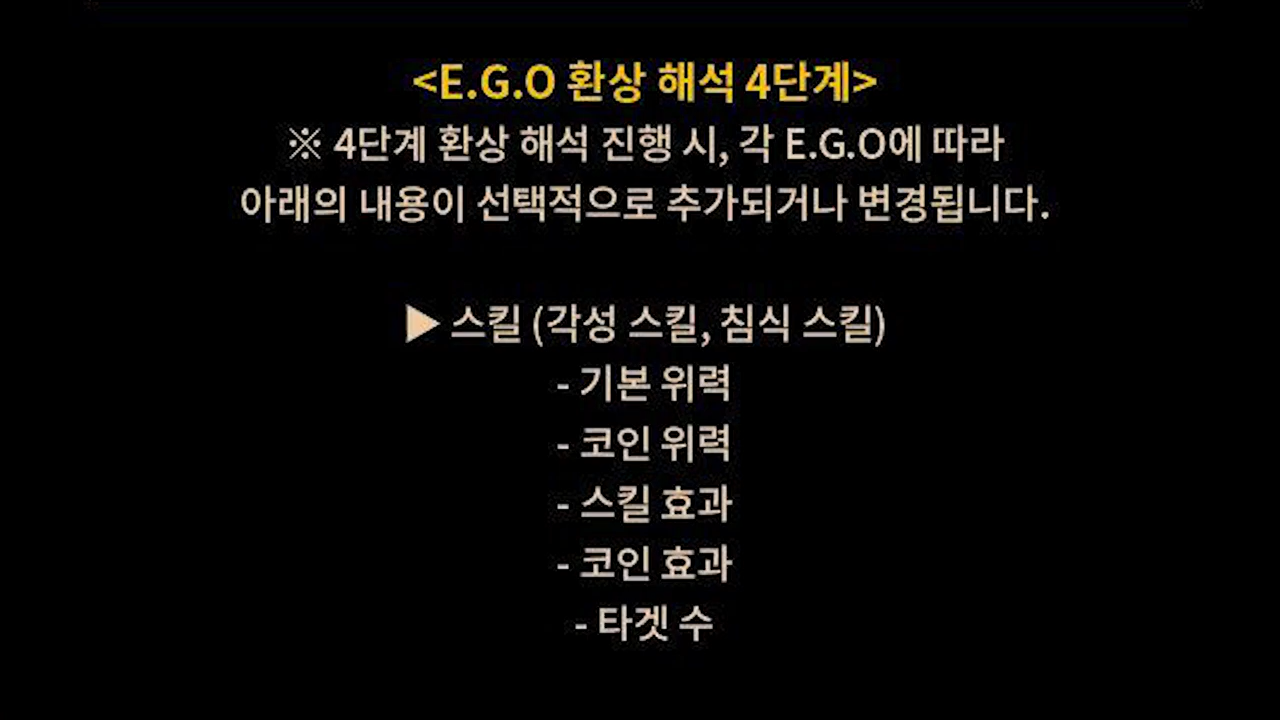 <E.G.O 환상 해석 4단계>
※ 4단계 환상 해석 진행 시, 각 E.G.O에 따라
아래의 내용이 선택적으로 추가되거나 변경됩니다.
▶ 스킬 (각성 스킬, 침식 스킬)
- 기본 위력
- 코인 위력
- 스킬 효과
- 코인 효과
- 타겟 수